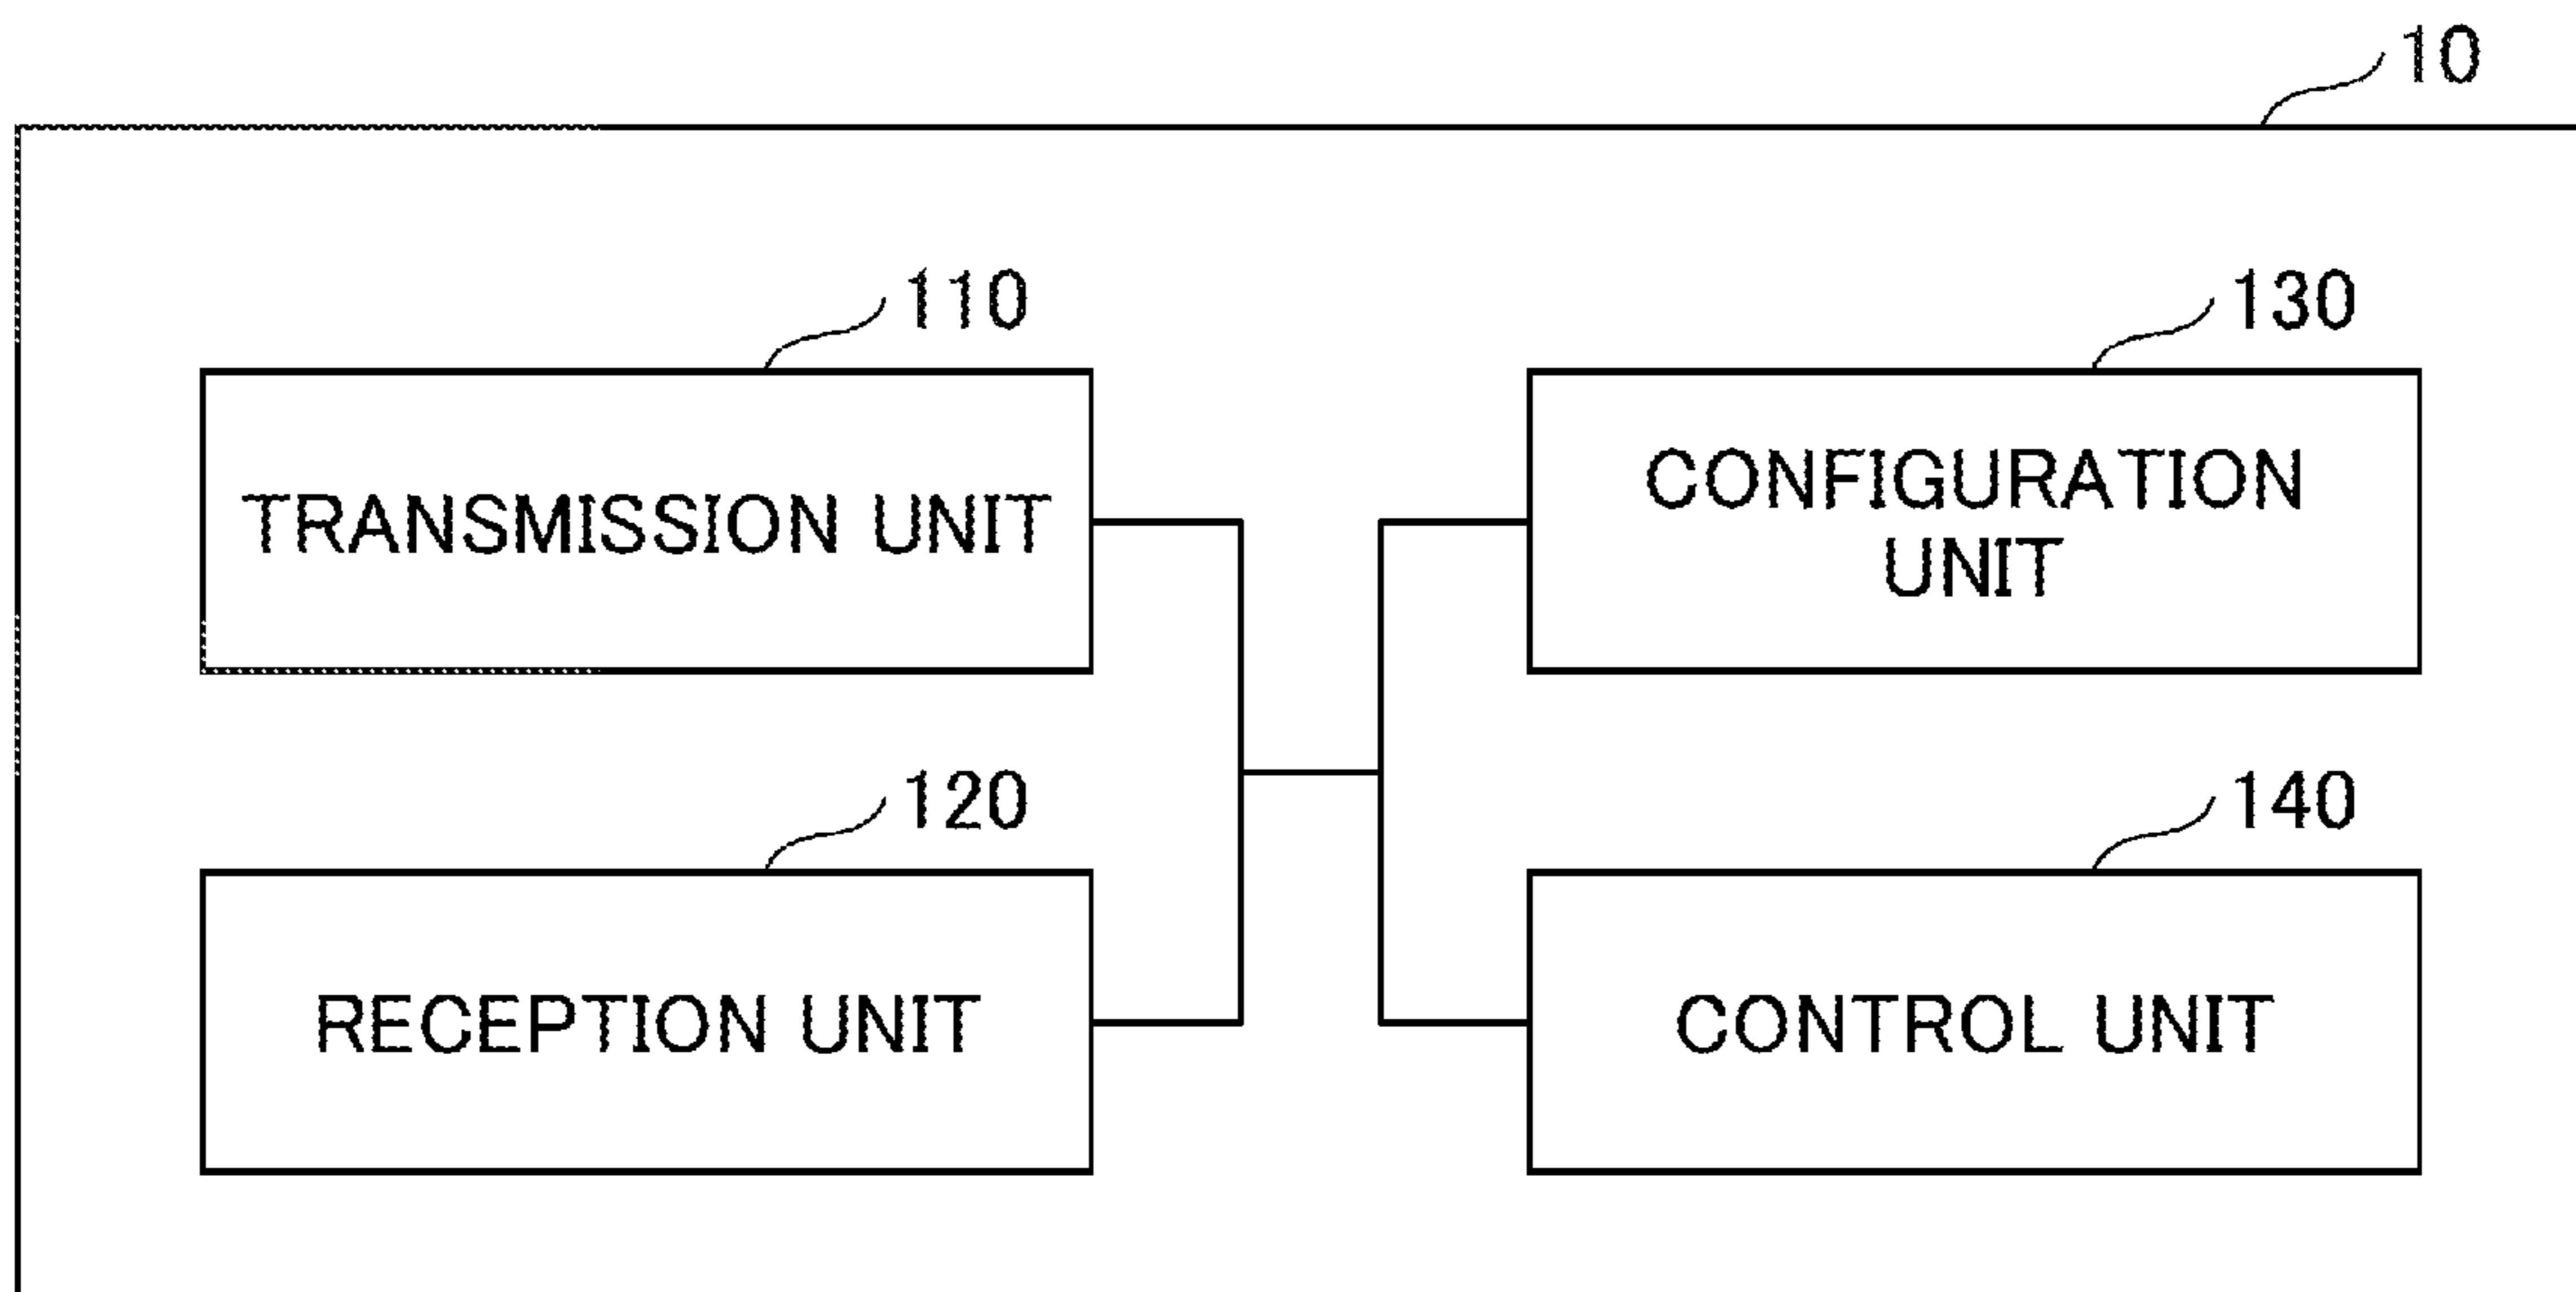 10
110
130
TRANSMISSION UNIT
CONFIGURATION
UNIT
120
140
RECEPTION UNIT
CONTROL UNIT